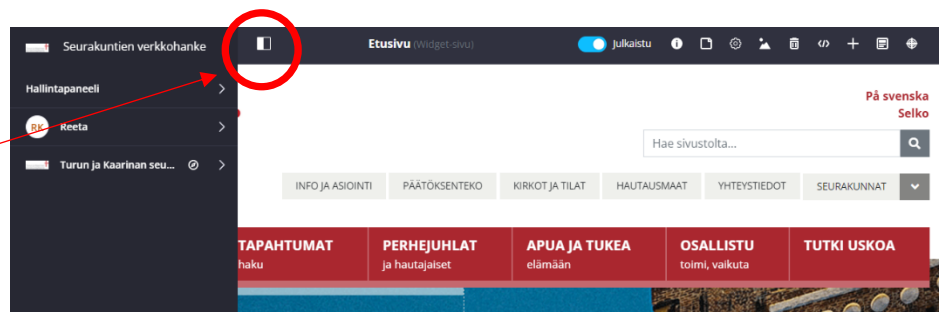 Seurakuntien verkkohanke
Etusivu (Widget-sivu)
Julkaistu
Hallintapaneeli
RK Reeta
Turun ja Kaarinan seu...
På svenska
Selko
Hae sivustolta...
INFO JA ASIOINTI PÄÄTÖKSENTEKO KIRKOT JA TILAT HAUTAUSMAAT YHTEYSTIEDOT SEURAKUNNAT
TAPAHTUMAT PERHEJUHLAT APUA JA TUKEA OSALLISTU TUTKI USKOA
haku ja hautajaiset elämään toimi, vaikuta